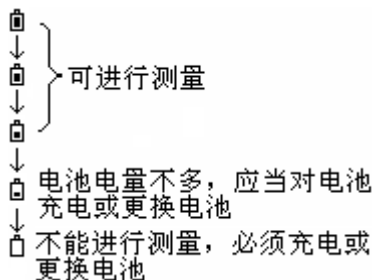 可进行测量
电池电量不多，应当对电池
充电或更换电池
不能进行测量，必须充电或
更换电池